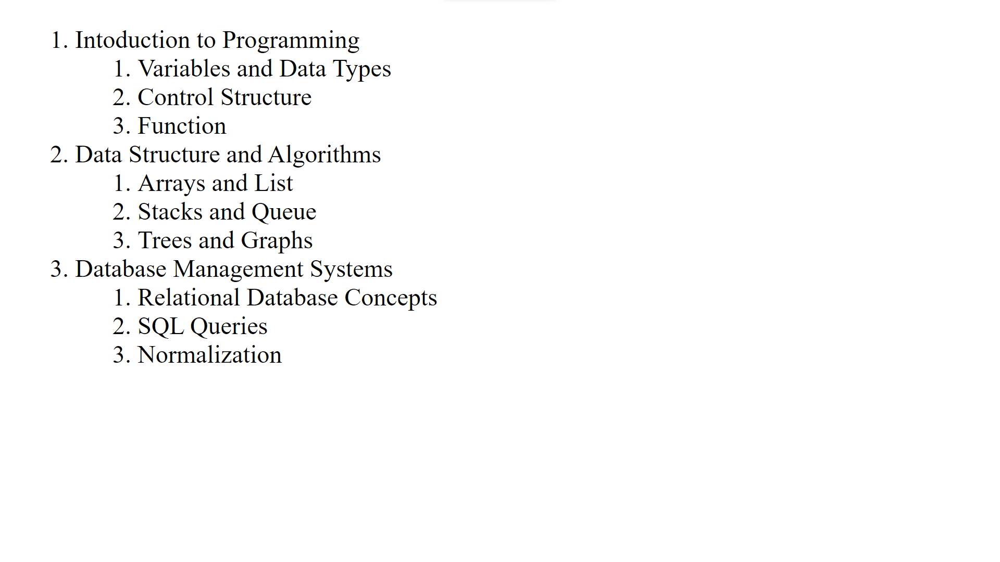 1. Intoduction to Programming
1. Variables and Data Types
2. Control Structure
3. Function
2. Data Structure and Algorithms
1. Arrays and List
2. Stacks and Queue
3. Trees and Graphs
3. Database Management Systems
1. Relational Database Concepts
2. SQL Queries
3. Normalization